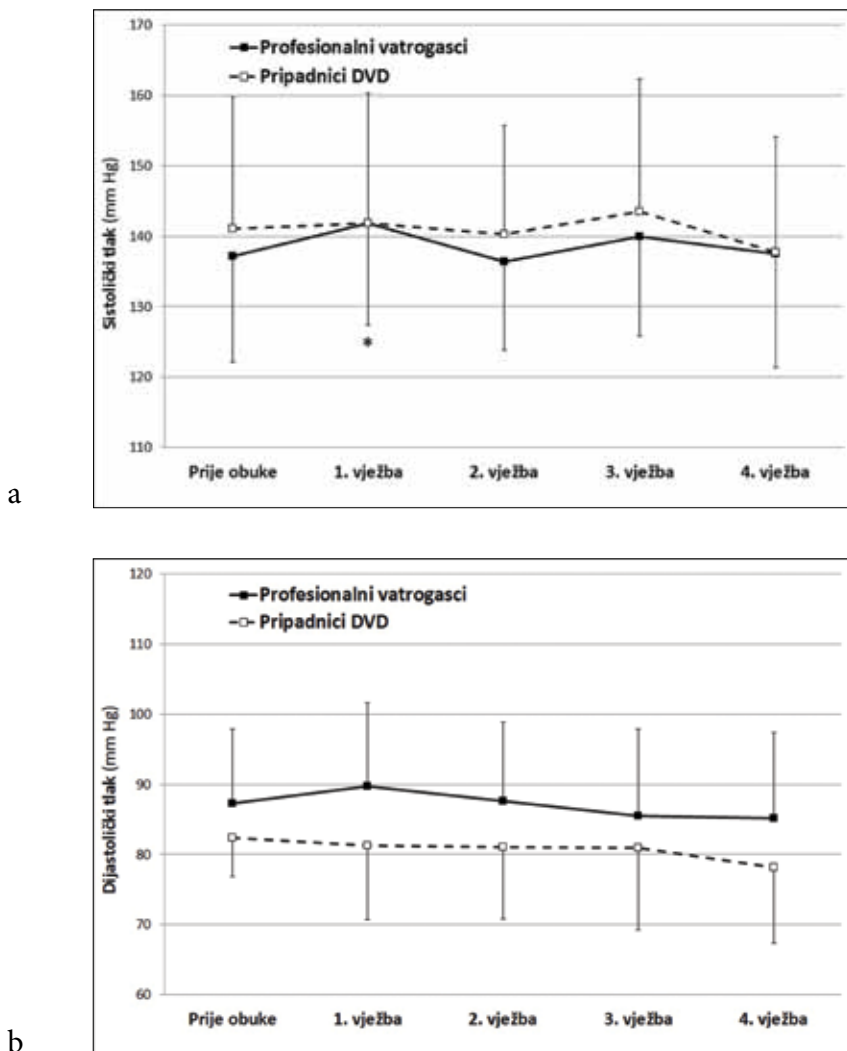 170
160
150
140
130
120
110
Sistolički tlak (mm Hg)
Profesionalni vatrogasci
Pripadnici DVD
*
Prije obuke 1. vježba 2. vježba 3. vježba 4. vježba
a
120
110
100
90
80
70
60
Dijastolički tlak (mm Hg)
Profesionalni vatrogasci
Pripadnici DVD
Prije obuke 1. vježba 2. vježba 3. vježba 4. vježba
b